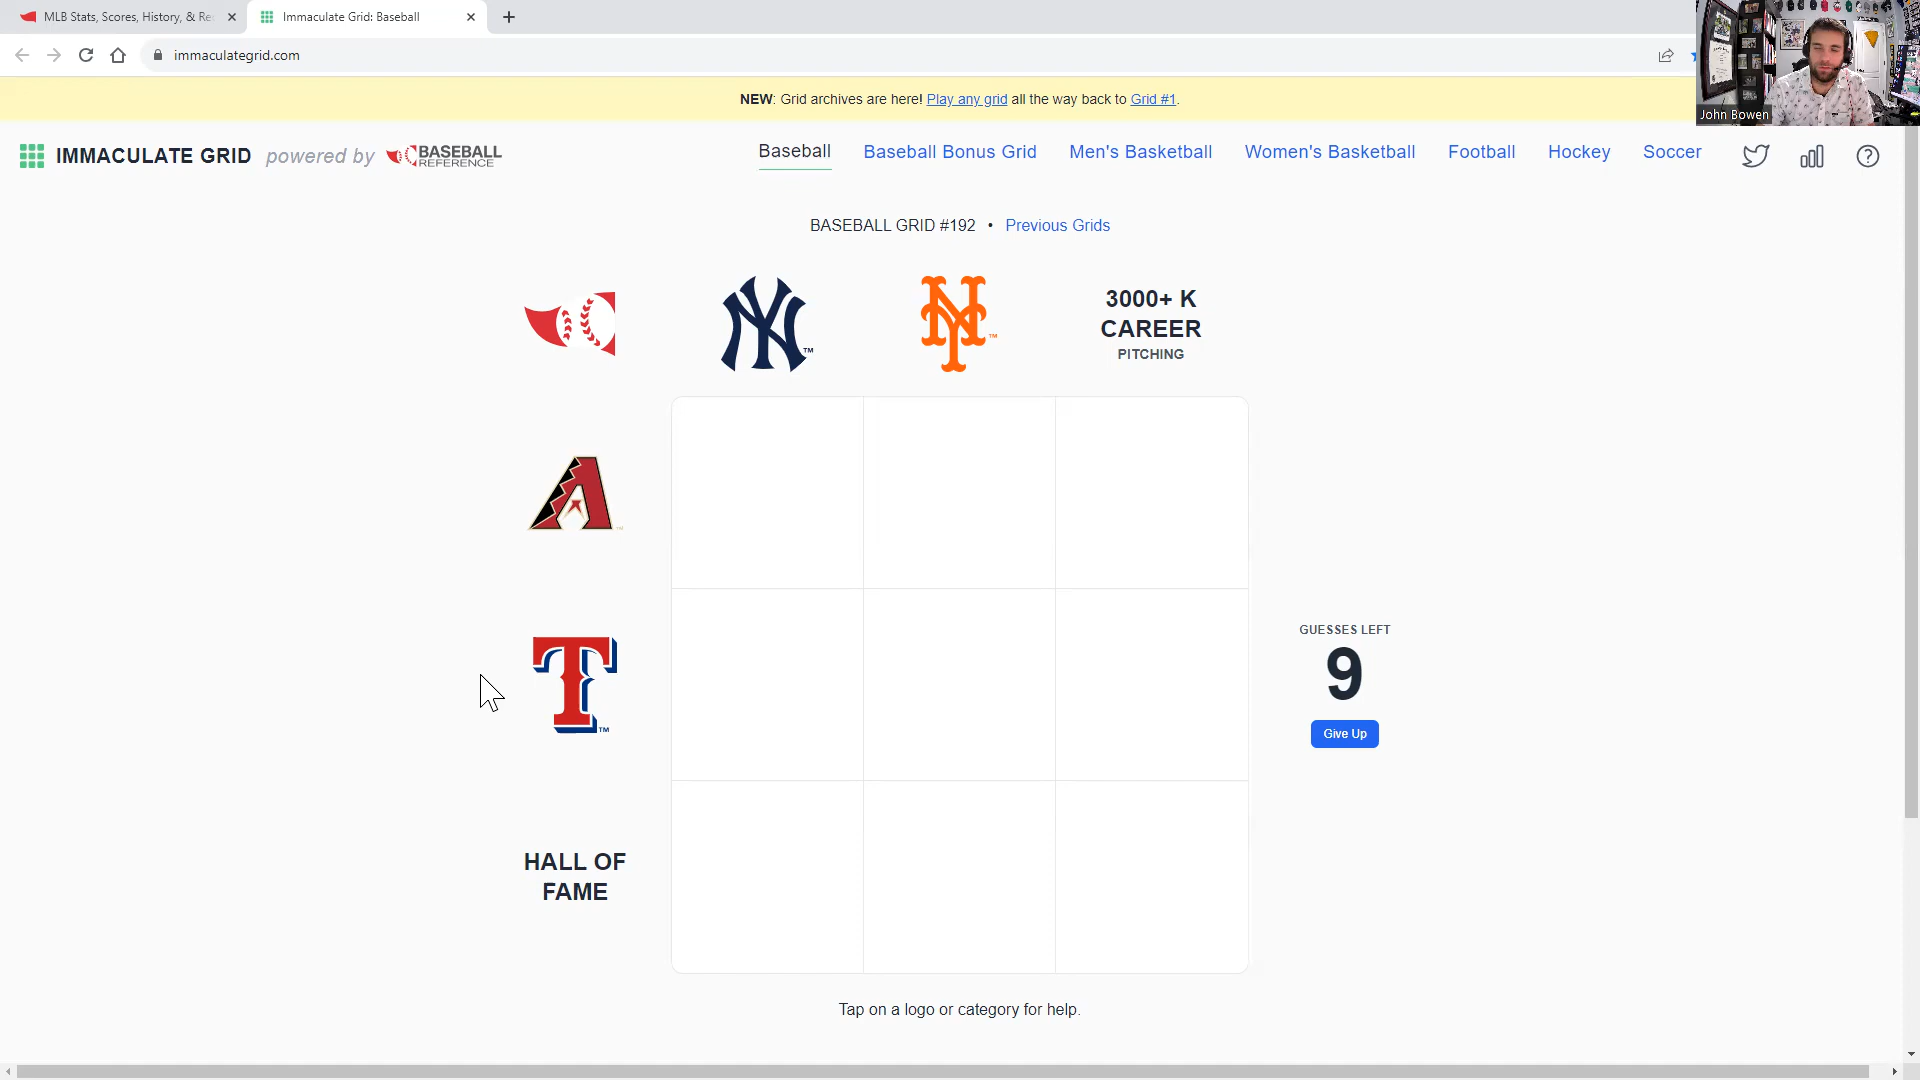 MLB Stats, Scores, History, & Re
Immaculate Grid: Baseball
immaculategrid.com
NEW: Grid archives are here! Play any grid all the way back to Grid #1.
John Bowen
IMMACULATE GRID powered by BASEBALL REFERENCE
Baseball Baseball Bonus Grid Men's Basketball Women's Basketball Football Hockey Soccer
BASEBALL GRID #192 • Previous Grids
3000+ K
CAREER
PITCHING
GUESSES LEFT
9
Give Up
HALL OF
FAME
Tap on a logo or category for help.